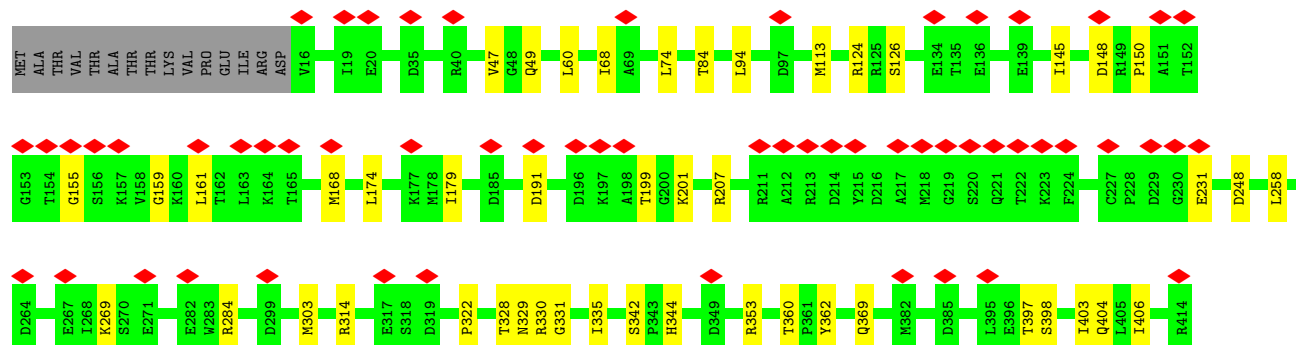 MET ALA THR VAL THR ALA THR THR LYS VAL PRO GLU ILE ARG ASP V16 I19 E20 D35 R40 V47 G48 Q49 L60 I68 A69 L74 T84 L94 D97 M113 R124 R125 S126 E134 T135 E136 E139 I145 D148 R149 P150 A151 T152
G153 T154 G155 S156 K157 V158 G159 K160 L161 T162 L163 K164 T165 M168 L174 K177 M178 I179 D185 D191 D196 K197 A198 T199 G200 K201 R207 R211 A212 R213 D214 Y215 D216 A217 M218 G219 S220 Q221 T222 K223 F224 C227 P228 D229 G230 E231 D248 L258
D264 E267 I268 K269 S270 E271 E282 W283 R284 D299 M303 R314 E317 S318 D319 P322 T328 N329 R330 G331 I335 S342 P343 H344 D349 R353 T360 P361 Y362 Q369 M382 D385 L395 E396 T397 S398 I403 Q404 L405 I406 R414